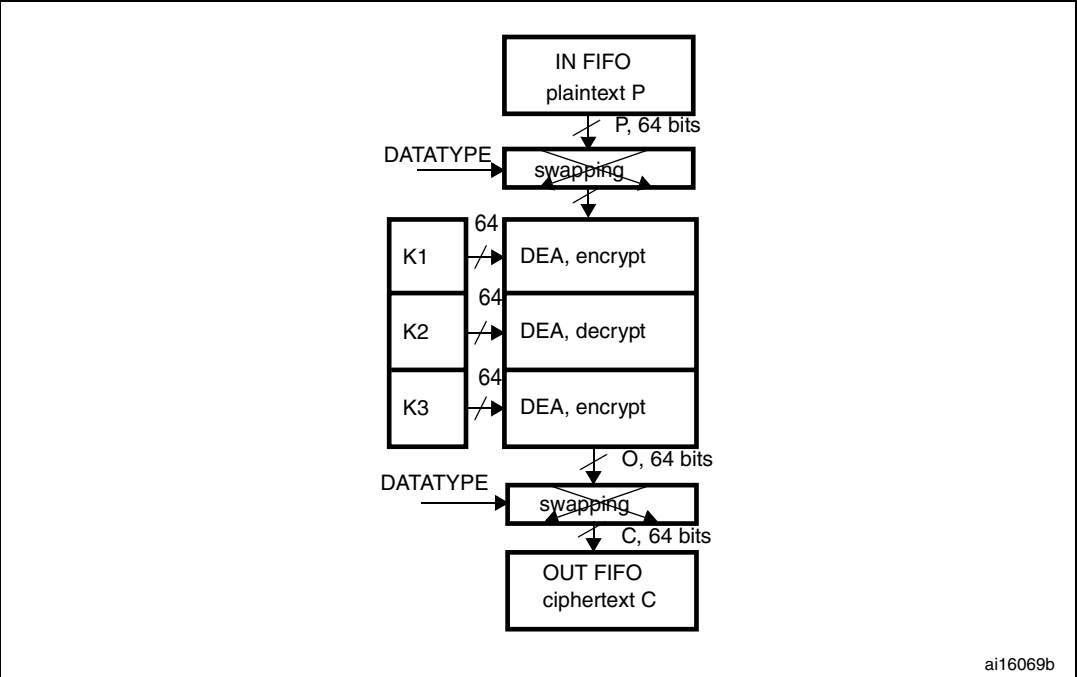 IN FIFO
plaintext P
P, 64 bits
DATATYPE
swapping
64
K1
DEA, encrypt
64
K2
DEA, decrypt
64
K3
DEA, encrypt
O, 64 bits
DATATYPE
swapping
C, 64 bits
OUT FIFO
ciphertext C
ai16069b